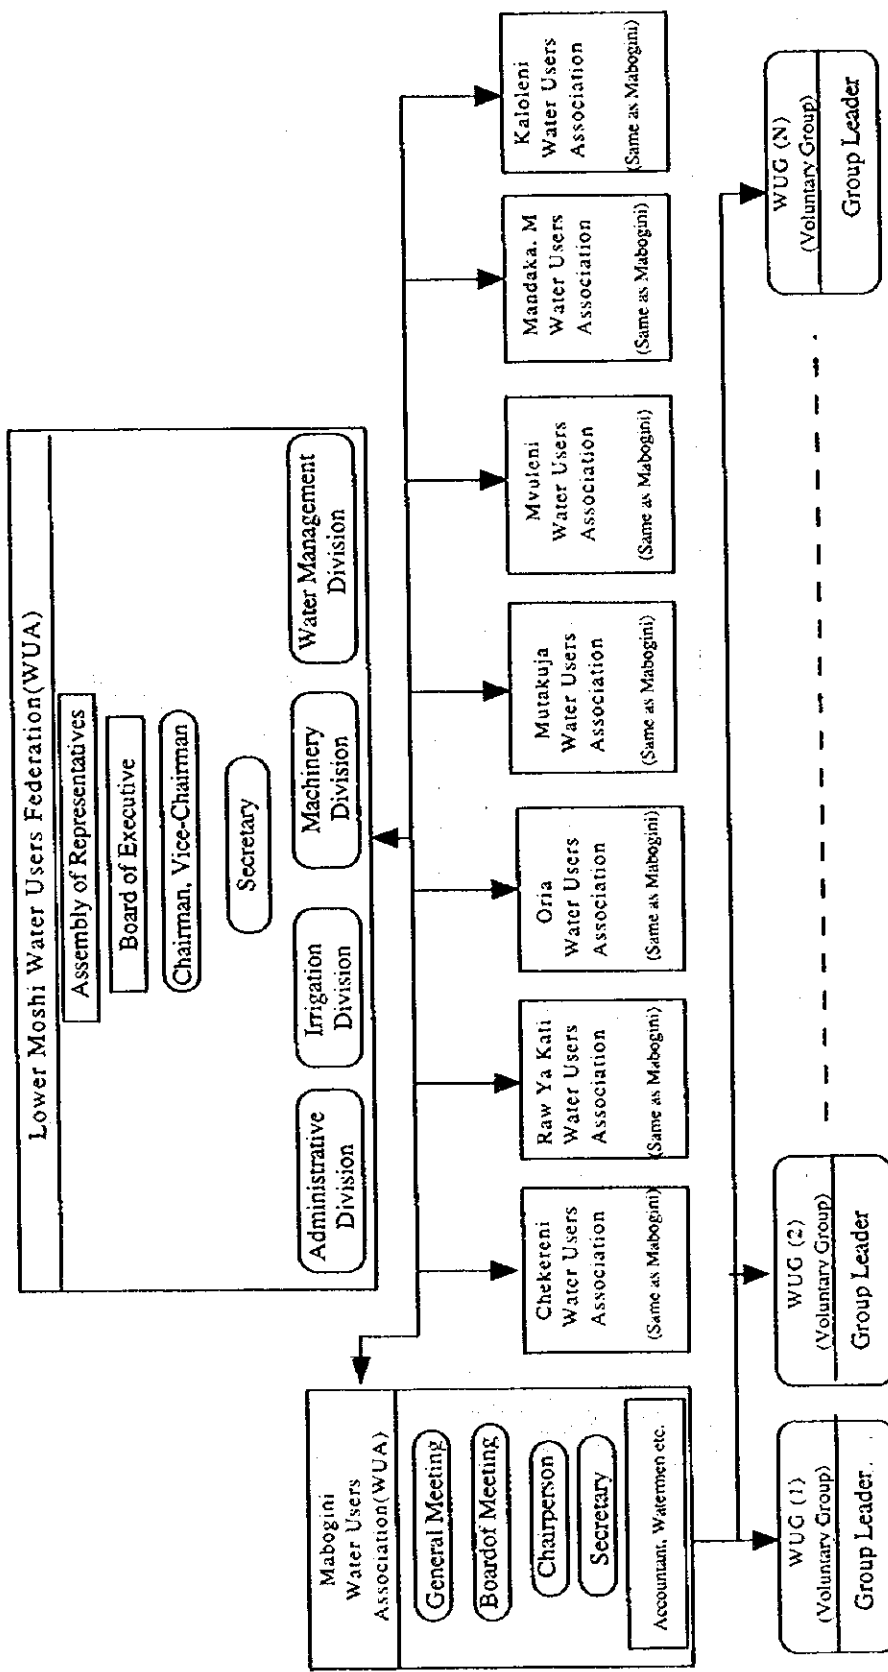 Lower Moshi Water Users Federation(WUA)
Assembly of Representatives
Board of Executive
Chairman, Vice-Chairman
Secretary
Administrative
Division
Irrigation
Division
Machinery
Division
Water Management
Division
Mabogini
Water Users
Association(WUA)
General Meeting
Boardof Meeting
Chairperson
Secretary
Accountant, Watermen etc.
Chekereni
Water Users
Association
(Same as Mabogini)
Raw Ya Kati
Water Users
Association
(Same as Mabogini)
Oria
Water Users
Association
(Same as Mabogini)
Mutakuja
Water Users
Association
(Same as Mabogini)
Mvuleni
Water Users
Association
(Same as Mabogini)
Mandaka. M
Water Users
Association
(Same as Mabogini)
Kaloleni
Water Users
Association
(Same as Mabogini)
WUG (1)
(Voluntary Group)
Group Leader
WUG (2)
(Voluntary Group)
Group Leader
WUG (N)
(Voluntary Group)
Group Leader